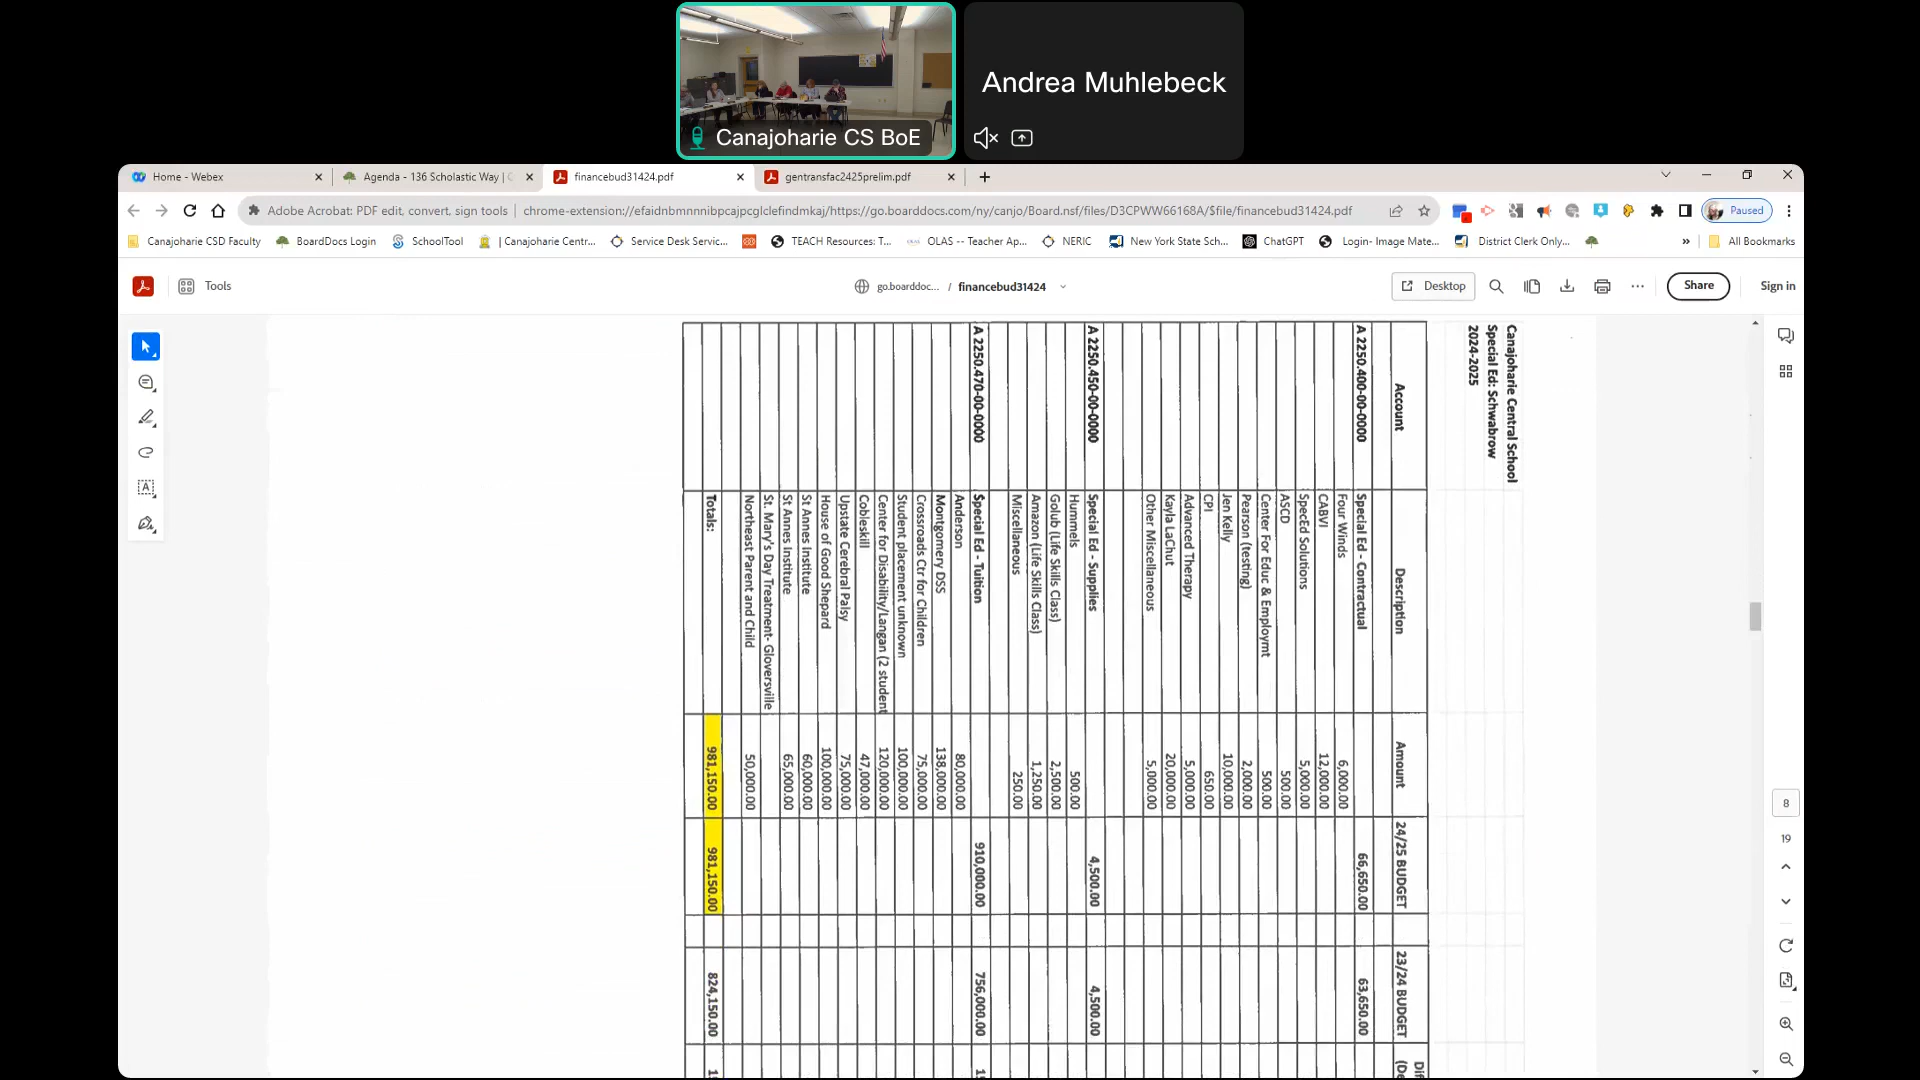 Canajoharie CS BoE
Andrea Muhlebeck
Home - Webex
Agenda - 136 Scholastic Way | C
financebud31424.pdf
gentransfac2425prelim.pdf
Adobe Acrobat: PDF edit, convert, sign tools | chrome-extension://efaidnbmnnnibpcajpcglclefindmkaj/https://go.boarddocs.com/ny/canjo/Board.nsf/files/D3CPWW66168A/$file/financebud31424.pdf
Paused
Canajoharie CSD Faculty
BoardDocs Login
SchoolTool
| Canajoharie Centr...
Service Desk Servic...
TEACH Resources: T...
OLAS -- Teacher Ap...
NERIC
New York State Sch...
ChatGPT
Login- Image Mate...
District Clerk Only...
»
All Bookmarks
Tools
go.boarddoc... / financebud31424
Desktop
Share
Sign in
Canajoharie Central School
Special Ed: Schwabrow
2024-2025
Account Description Amount 24/25 BUDGET 23/24 BUDGET
A 2250.400-00-0000 Special Ed - Contractual 66,650.00 63,650.00
Four Winds 6,000.00
CABVI 12,000.00
SpecEd Solutions 5,000.00
ASCD 500.00
Center For Educ & Employmt 500.00
Pearson (testing) 2,000.00
Jen Kelly 10,000.00
CPI 650.00
Advanced Therapy 5,000.00
Kayla LaChut 20,000.00
Other Miscellaneous 5,000.00
A 2250.450-00-0000 Special Ed - Supplies 4,500.00 4,500.00
Hummels 500.00
Golub (Life Skills Class) 2,500.00
Amazon (Life Skills Class) 1,250.00
Miscellaneous 250.00
A 2250.470-00-0000 Special Ed - Tuition 910,000.00 756,000.00
Anderson 80,000.00
Montgomery DSS 138,000.00
Crossroads Ctr for Children 75,000.00
Student placement unknown 100,000.00
Center for Disability/Langan (2 student 120,000.00
Cobleskill 47,000.00
Upstate Cerebral Palsy 75,000.00
House of Good Shepard 100,000.00
St Annes Institute 60,000.00
St Annes Institute 65,000.00
St. Mary's Day Treatment- Gloversville
Northeast Parent and Child 50,000.00
Totals: 981,150.00 981,150.00 824,150.00
8
19